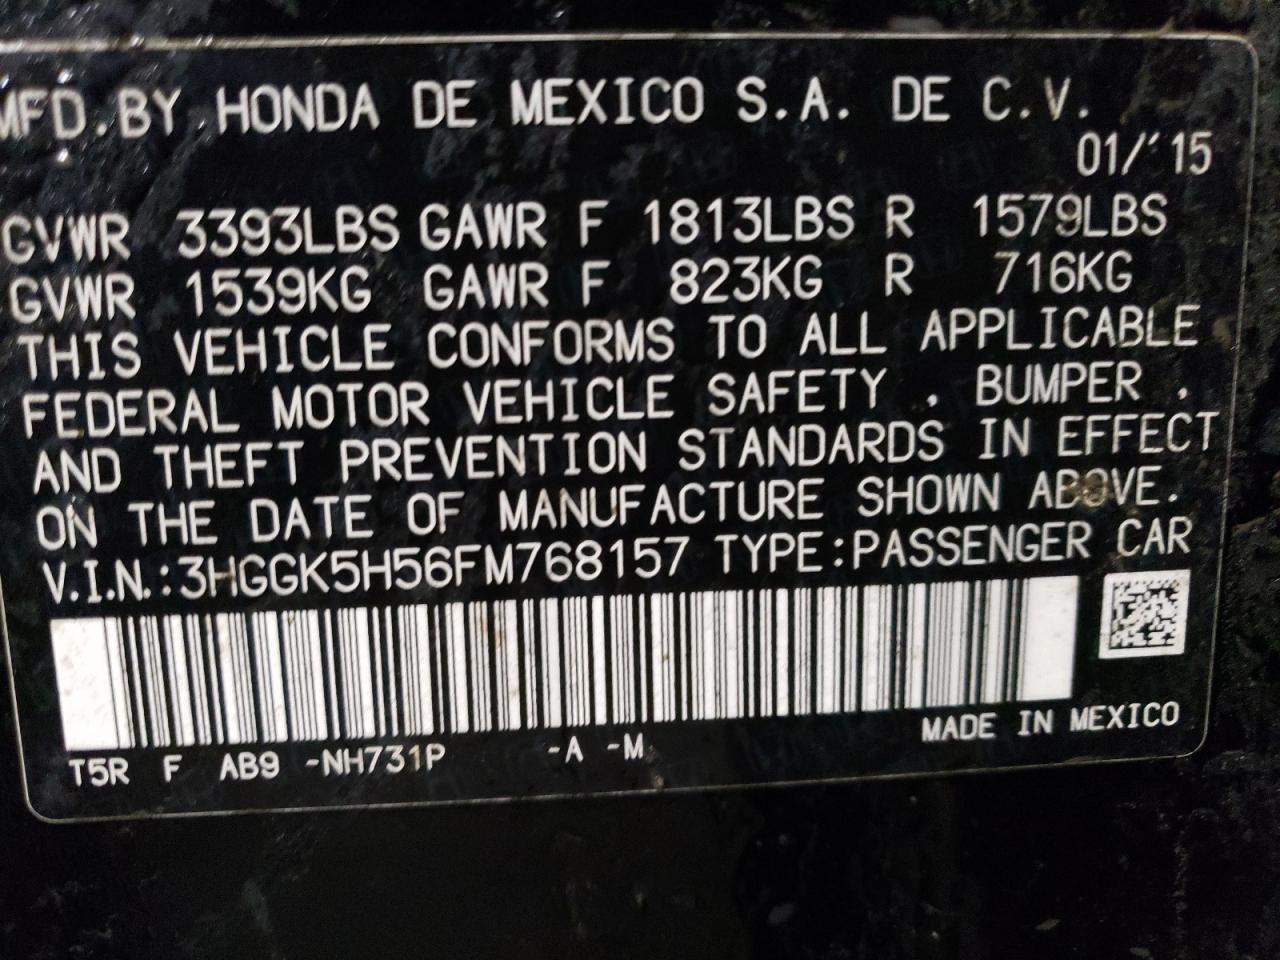 MFD.BY HONDA DE MEXICO S.A. DE C.V.
01/'15
GVWR 3393LBS GAWR F 1813LBS R 1579LBS
GVWR 1539KG GAWR F 823KG R 716KG
THIS VEHICLE CONFORMS TO ALL APPLICABLE
FEDERAL MOTOR VEHICLE SAFETY , BUMPER ,
AND THEFT PREVENTION STANDARDS IN EFFECT
ON THE DATE OF MANUFACTURE SHOWN ABOVE.
V.I.N.:3HGGK5H56FM768157 TYPE:PASSENGER CAR
MADE IN MEXICO
T5R F AB9 -NH731P -A -M